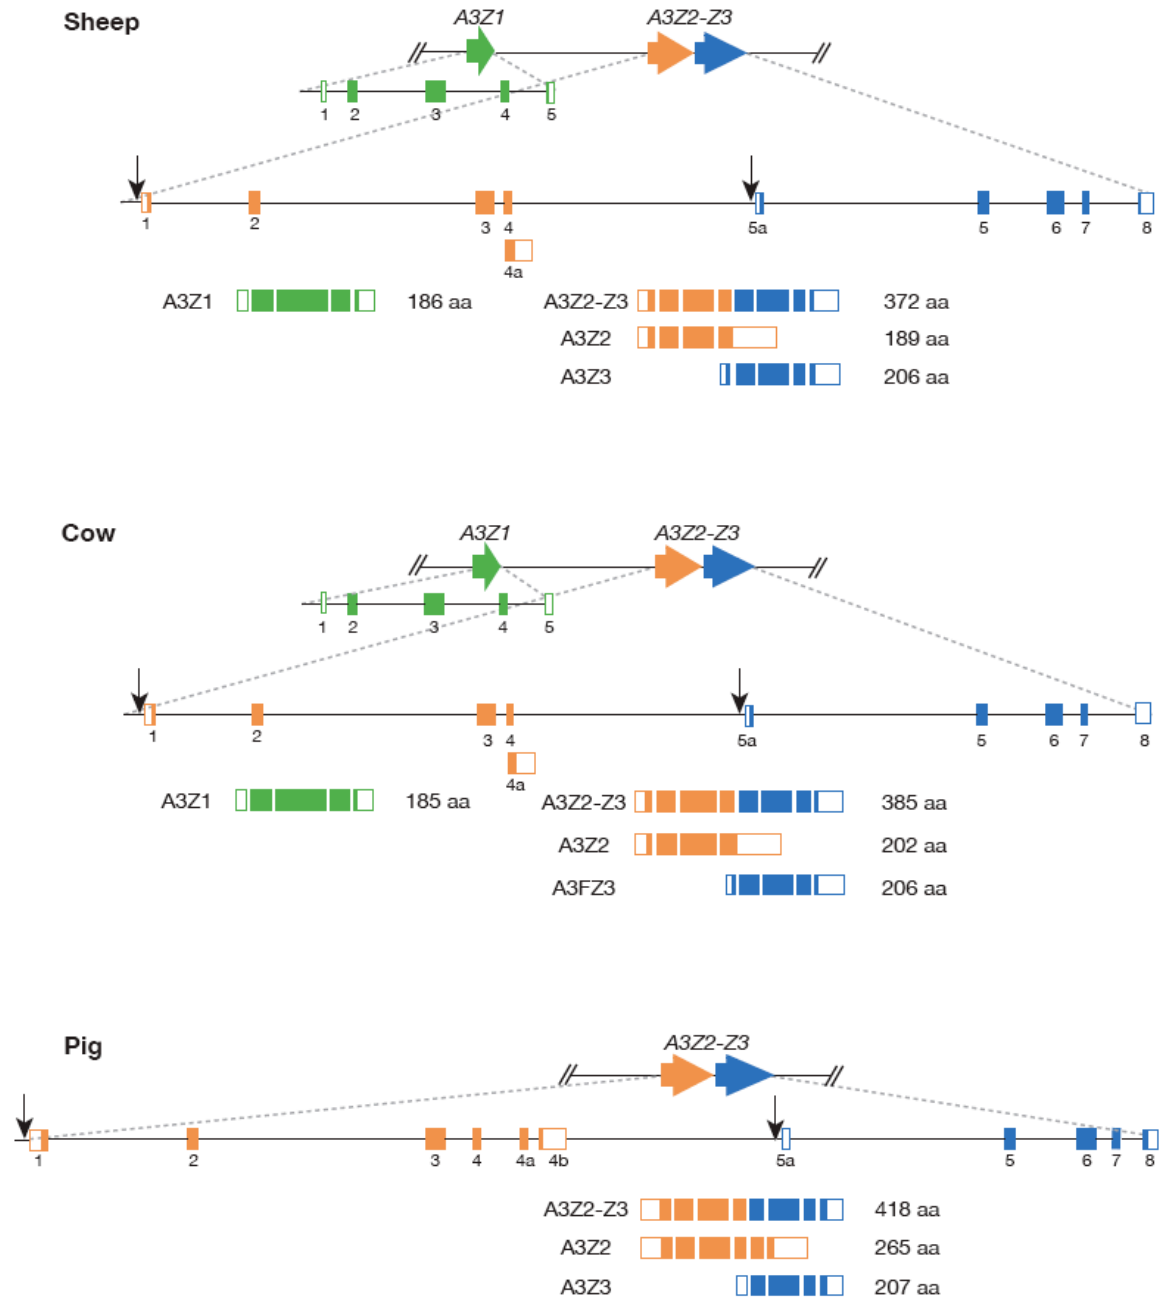 Sheep
A3Z1 A3Z2-Z3
1 2 3 4 5
1 2 3 4 5a 5 6 7 8
4a
A3Z1 186 aa A3Z2-Z3 372 aa
A3Z2 189 aa
A3Z3 206 aa
Cow
A3Z1 A3Z2-Z3
1 2 3 4 5
1 2 3 4 5a 5 6 7 8
4a
A3Z1 185 aa A3Z2-Z3 385 aa
A3Z2 202 aa
A3FZ3 206 aa
Pig
A3Z2-Z3
1 2 3 4 4a 4b 5a 5 6 7 8
A3Z2-Z3 418 aa
A3Z2 265 aa
A3Z3 207 aa